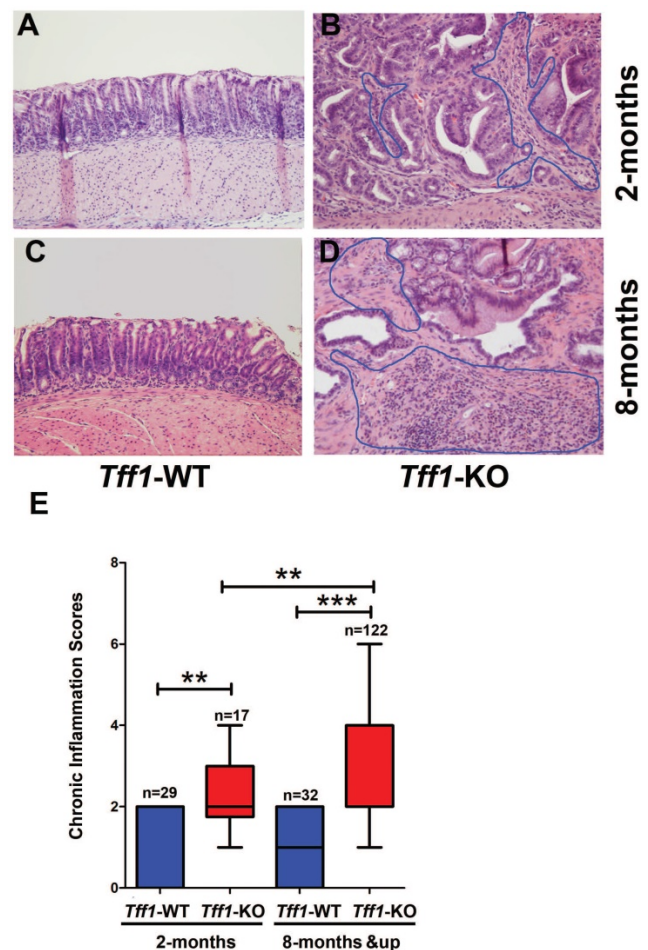 A
B
2-months
C
D
8-months
Tff1-WT
Tff1-KO
E
Chronic Inflammation Scores
8
6
4
2
0
**
***
n=122
**
n=17
n=29
n=32
Tff1-WT Tff1-KO Tff1-WT Tff1-KO
2-months 8-months &up